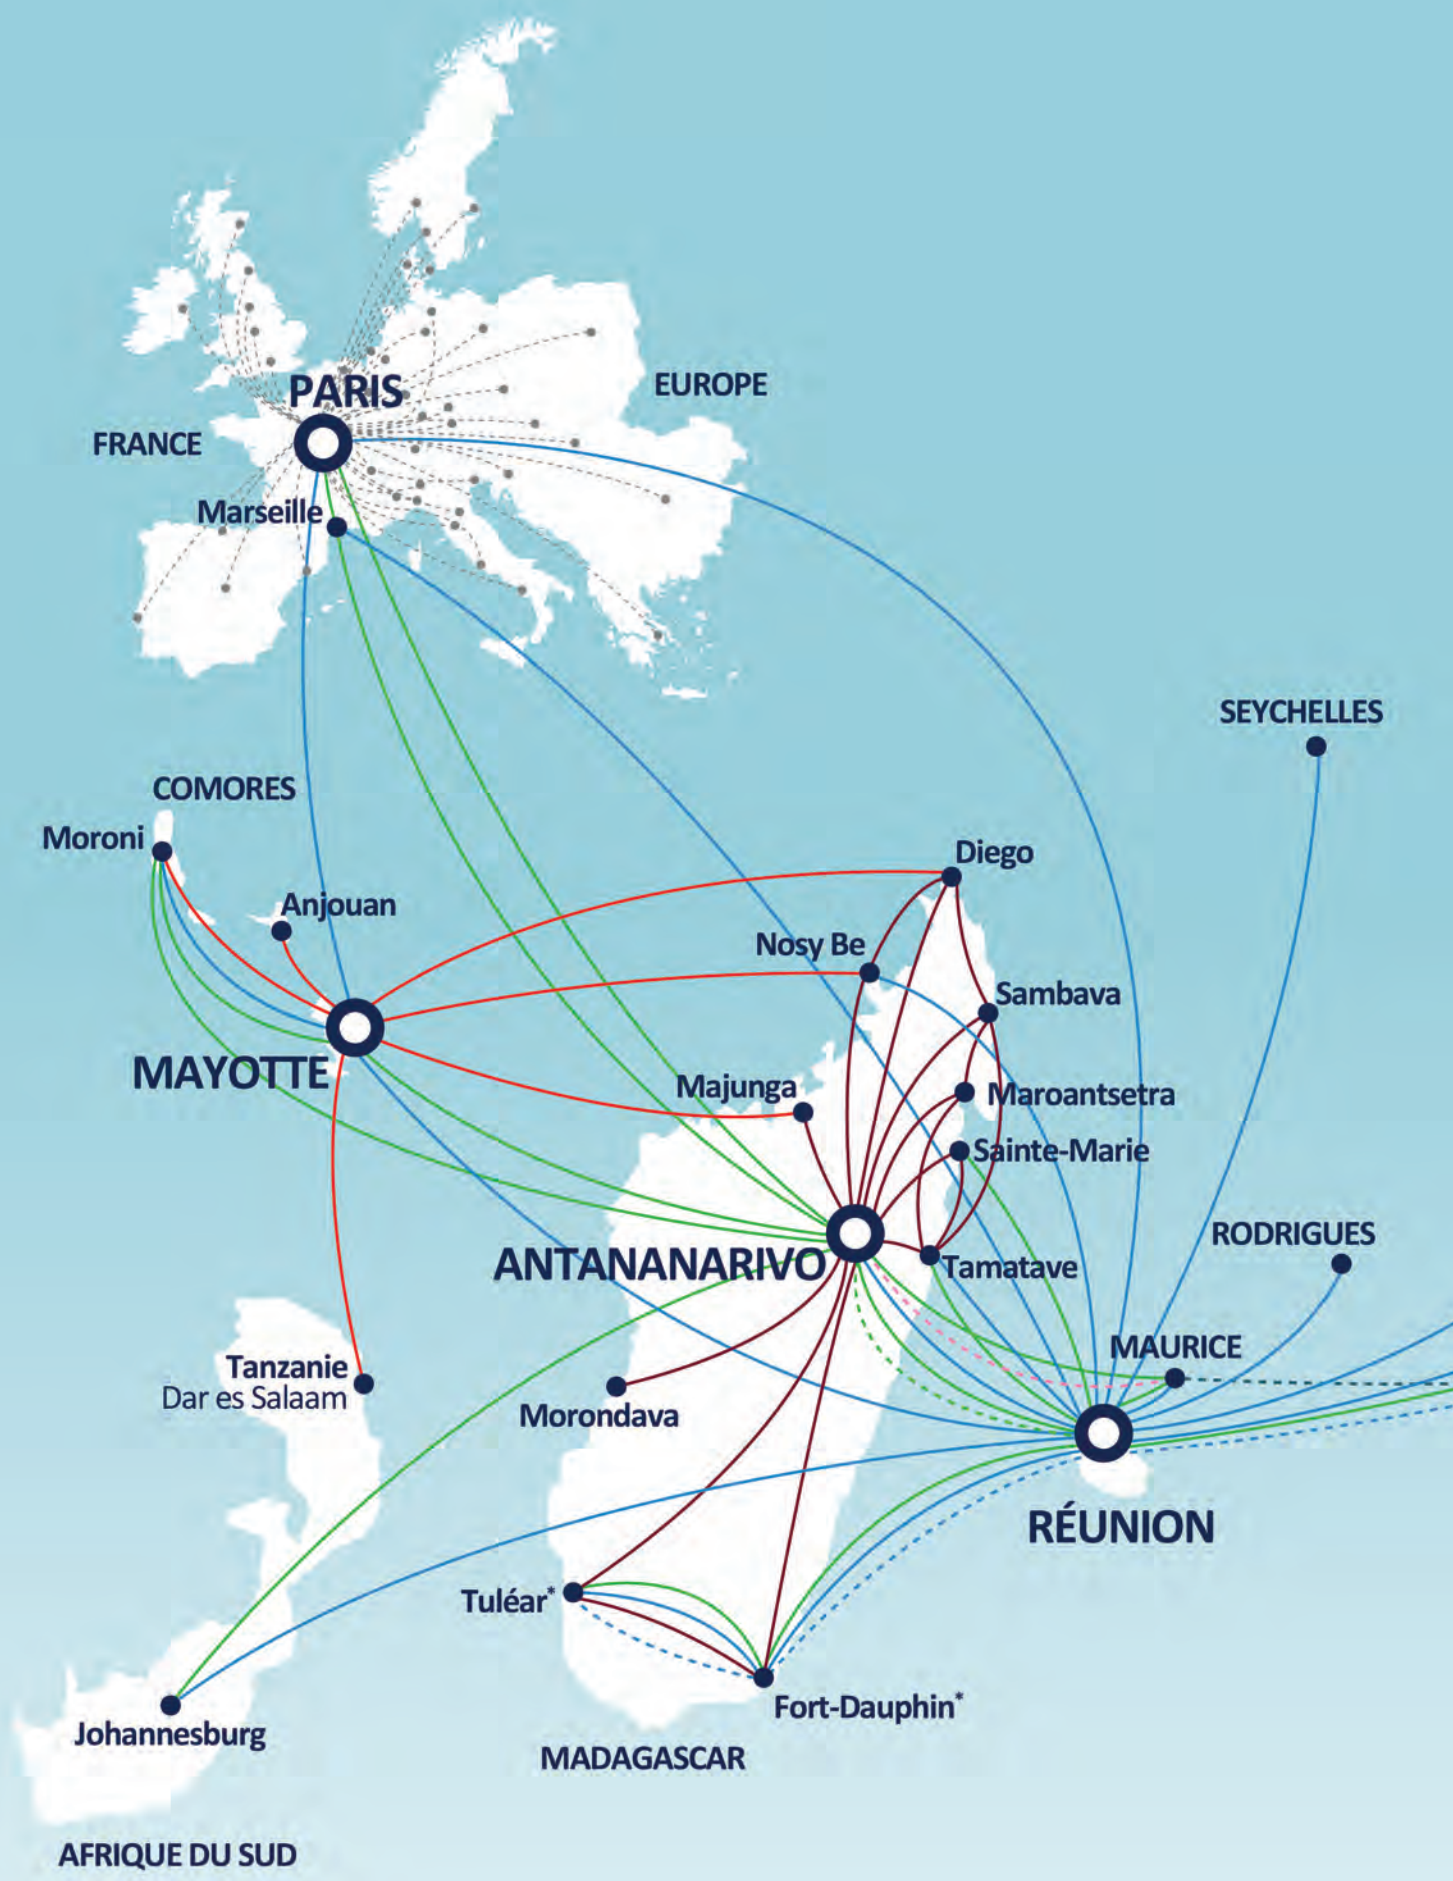 PARIS
EUROPE
FRANCE
Marseille
SEYCHELLES
COMORES
Moroni
Diego
Anjouan
Nosy Be
Sambava
MAYOTTE
Majunga
Maroantsetra
Sainte-Marie
RODRIGUES
ANTANANARIVO
Tamatave
MAURICE
Tanzanie
Dar es Salaam
Morondava
RÉUNION
Tuléar*
Fort-Dauphin*
Johannesburg
MADAGASCAR
AFRIQUE DU SUD